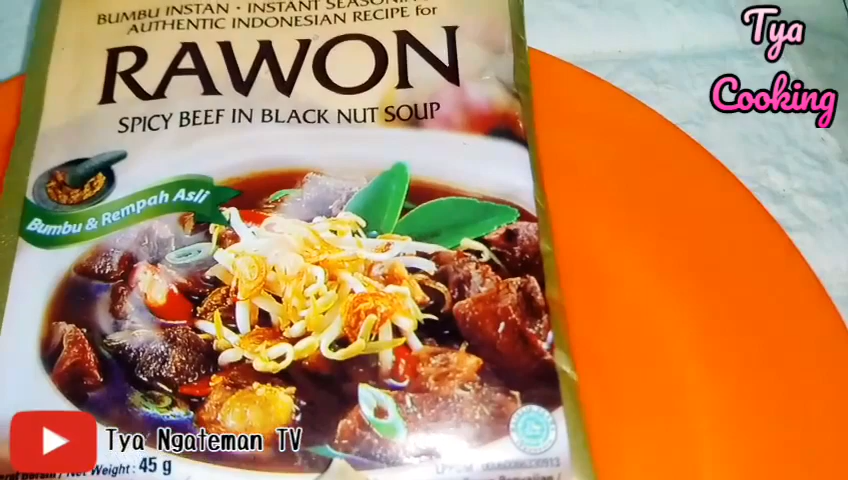 BUMBU INSTAN • INSTANT SEASONING
AUTHENTIC INDONESIAN RECIPE for
RAWON
SPICY BEEF IN BLACK NUT SOUP
Bumbu & Rempah Asli
Tya
Cooking
Tya Ngateman TV
Net Weight: 45 g